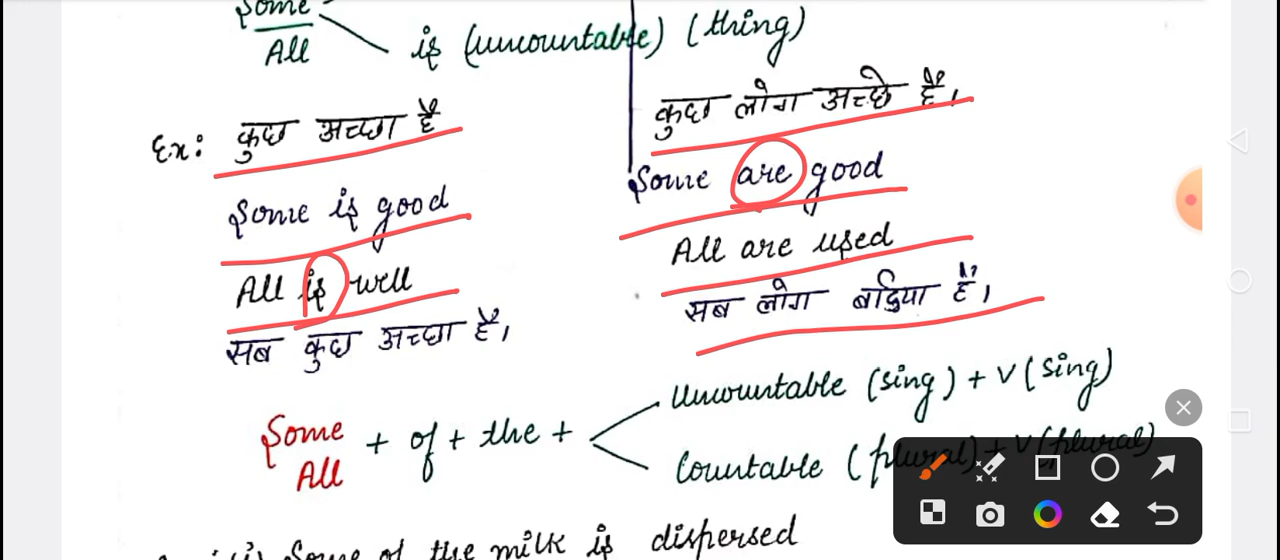 Some
All
is (uncountable) (thing)
Ex: कुछ अच्छा है
Some is good
All is well
सब कुछ अच्छा है,
कुछ लोग अच्छे हैं,
Some are good
All are used
सब लोग बढ़िया हैं,
Some
All
+ of + the +
Uncountable (sing) + V (sing)
Countable (plural) + V (plural)
Some of the milk is dispersed